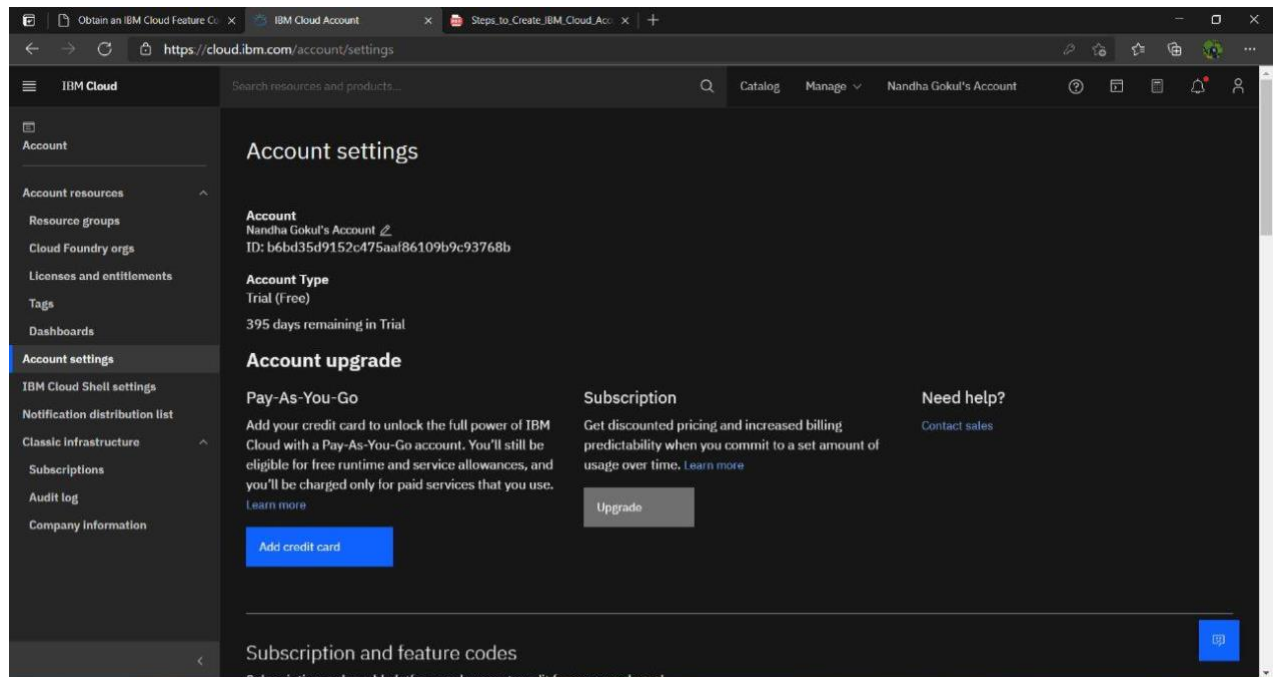 Obtain an IBM Cloud Feature Co
IBM Cloud Account
Steps_to_Create_IBM_Cloud_Acc
https://cloud.ibm.com/account/settings
IBM Cloud
Search resources and products...
Catalog
Manage
Nandha Gokul's Account
Account
Account resources
Resource groups
Cloud Foundry orgs
Licenses and entitlements
Tags
Dashboards
Account settings
IBM Cloud Shell settings
Notification distribution list
Classic infrastructure
Subscriptions
Audit log
Company information
Account settings
Account
Nandha Gokul's Account
ID: b6bd35d9152c475aaf86109b9c93768b
Account Type
Trial (Free)
395 days remaining in Trial
Account upgrade
Pay-As-You-Go
Add your credit card to unlock the full power of IBM
Cloud with a Pay-As-You-Go account. You'll still be
eligible for free runtime and service allowances, and
you'll be charged only for paid services that you use.
Learn more
Add credit card
Subscription
Get discounted pricing and increased billing
predictability when you commit to a set amount of
usage over time. Learn more
Upgrade
Need help?
Contact sales
Subscription and feature codes